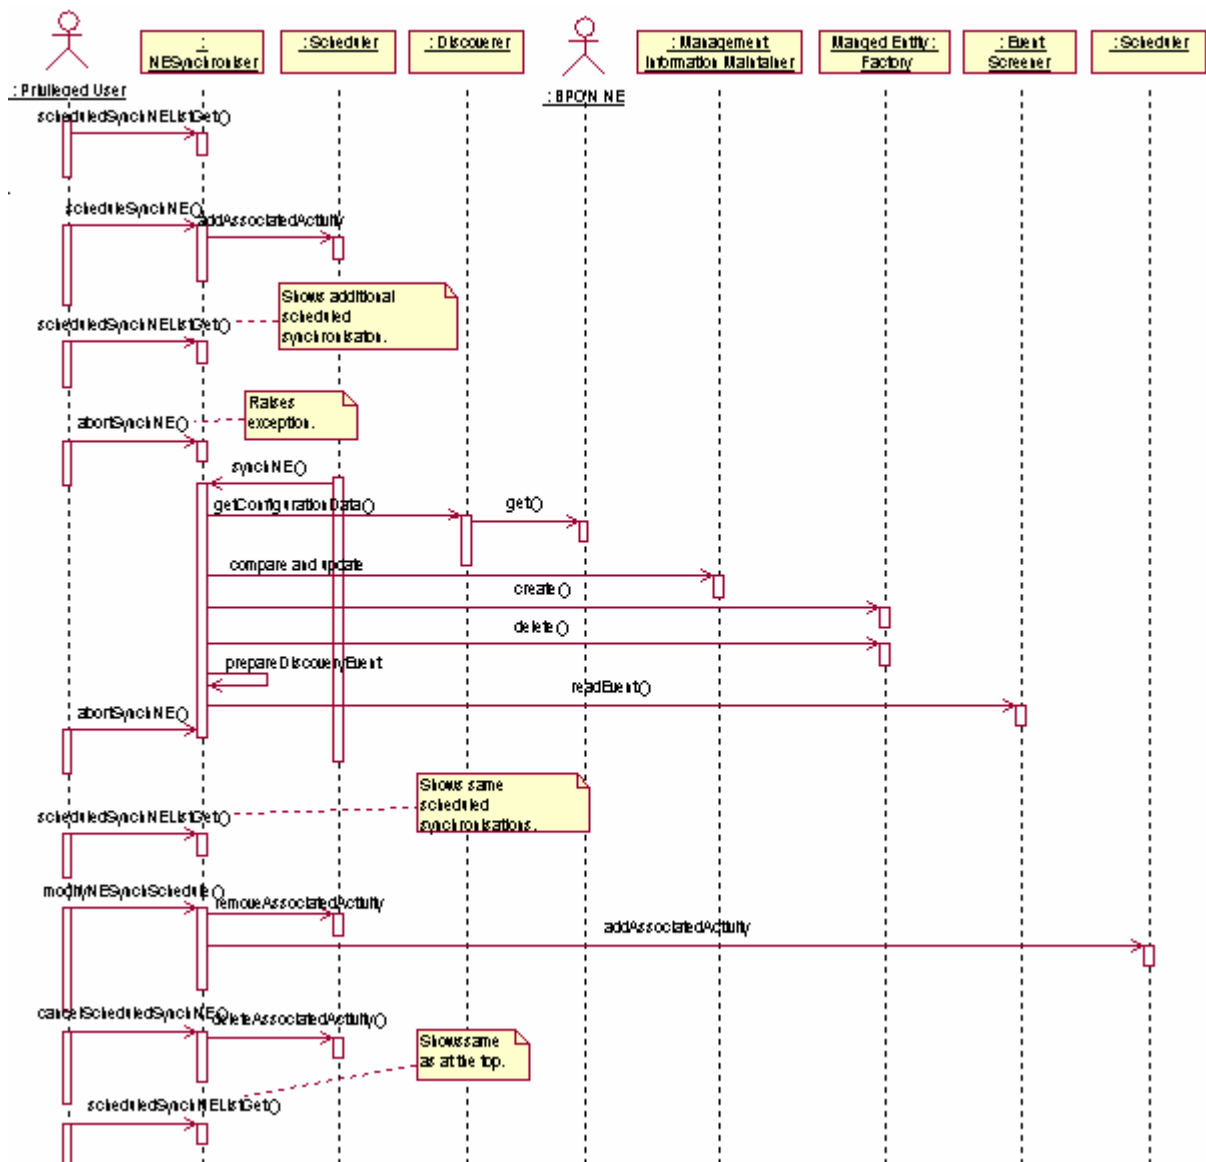 :
: Scheduler
: Discoverer
: Management
Manged Entity :
: Event
: Scheduler
NESynchroniser
Information Maintainer
Factory
Screener
: Privileged User
: BPON NE
scheduledSynchNEListGet()
scheduleSynchNE()
addAssociatedActivity
Shows additional
scheduled
synchronisaton.
scheduledSynchNEListGet()
Raises
exception.
abortSynchNE()
synchNE()
getConfigurationData()
get()
compare and update
create()
delete()
prepareDiscoveryEvent
readEvent()
abortSynchNE()
Shows same
scheduled
synchronisations.
scheduledSynchNEListGet()
modifyNESynchSchedule()
removeAssociatedActivity
addAssociatedActivity
cancelScheduledSynchNE()
deleteAssociatedActivity()
Shows same
as at the top.
scheduledSynchNEListGet()